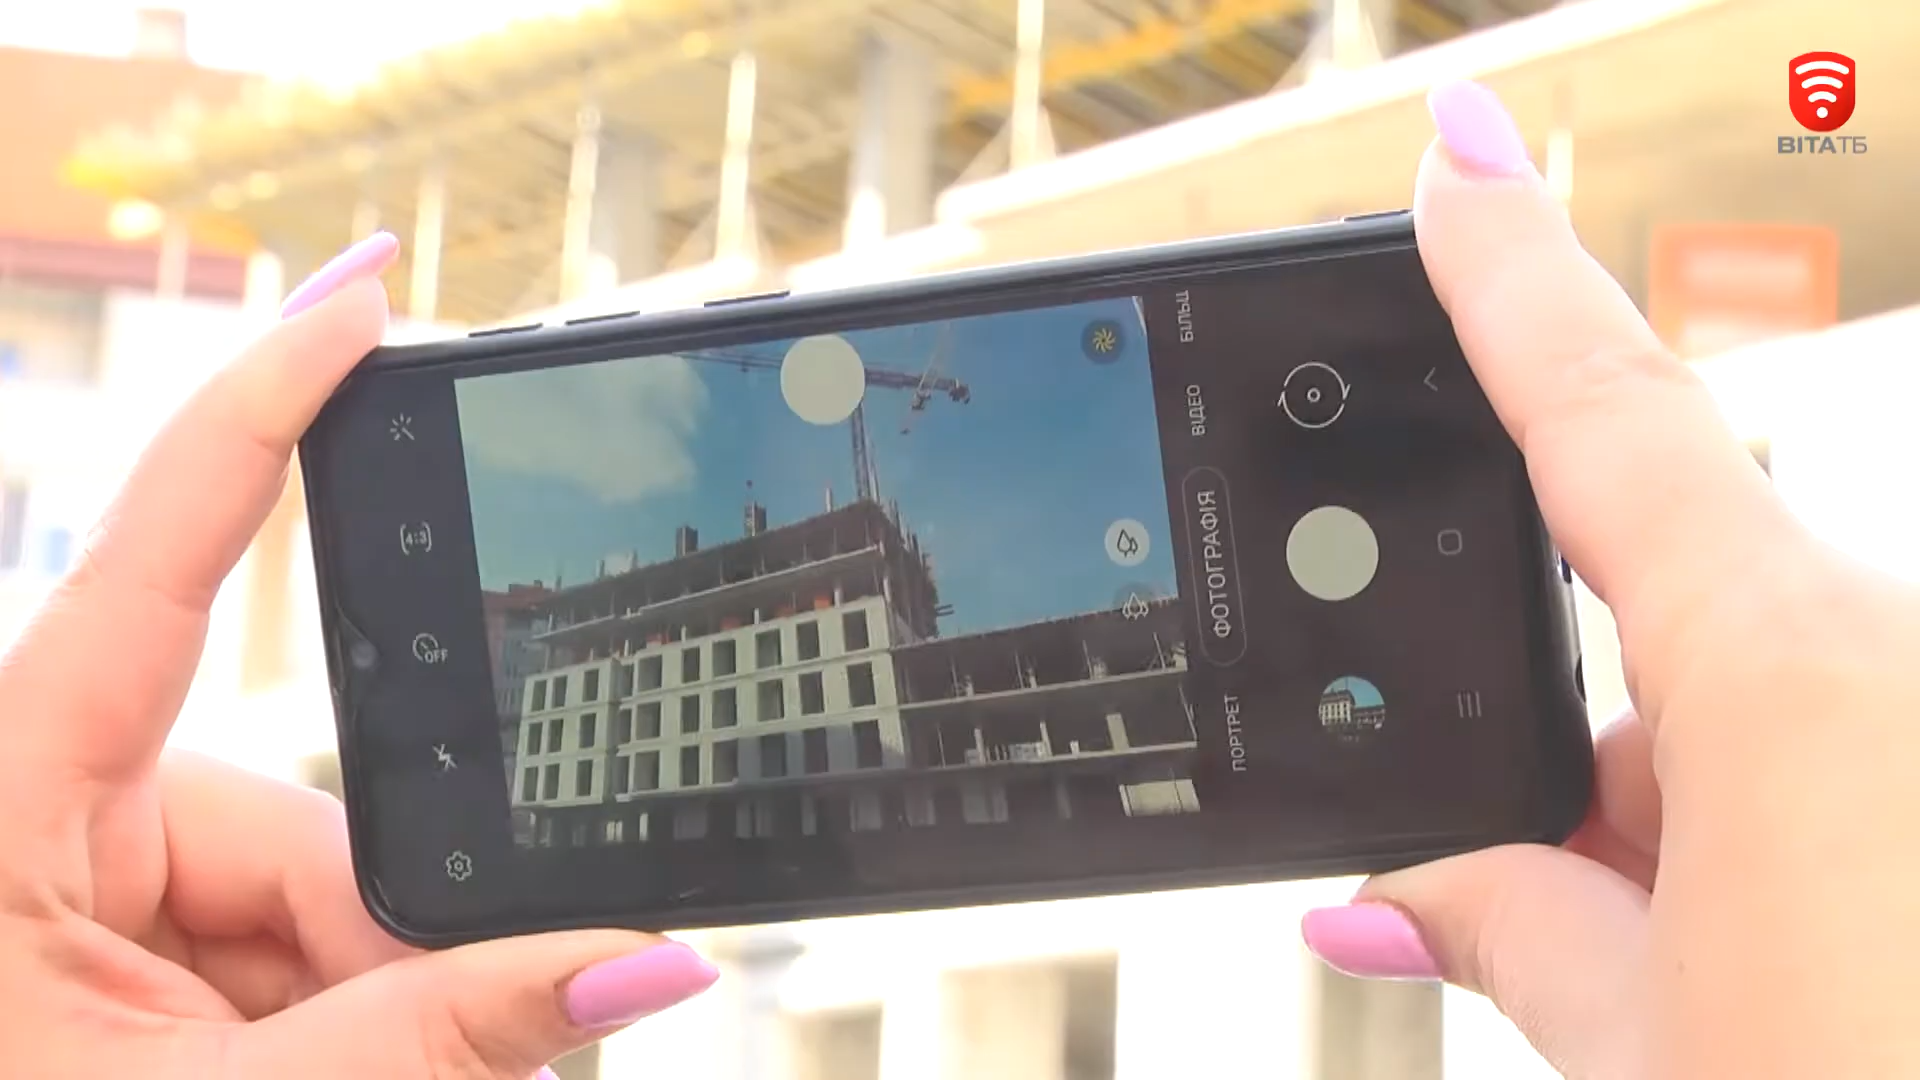 ВІТАТБ
4:3
OFF
БІЛЬШ
ВІДЕО
ФОТОГРАФІЯ
ПОРТРЕТ